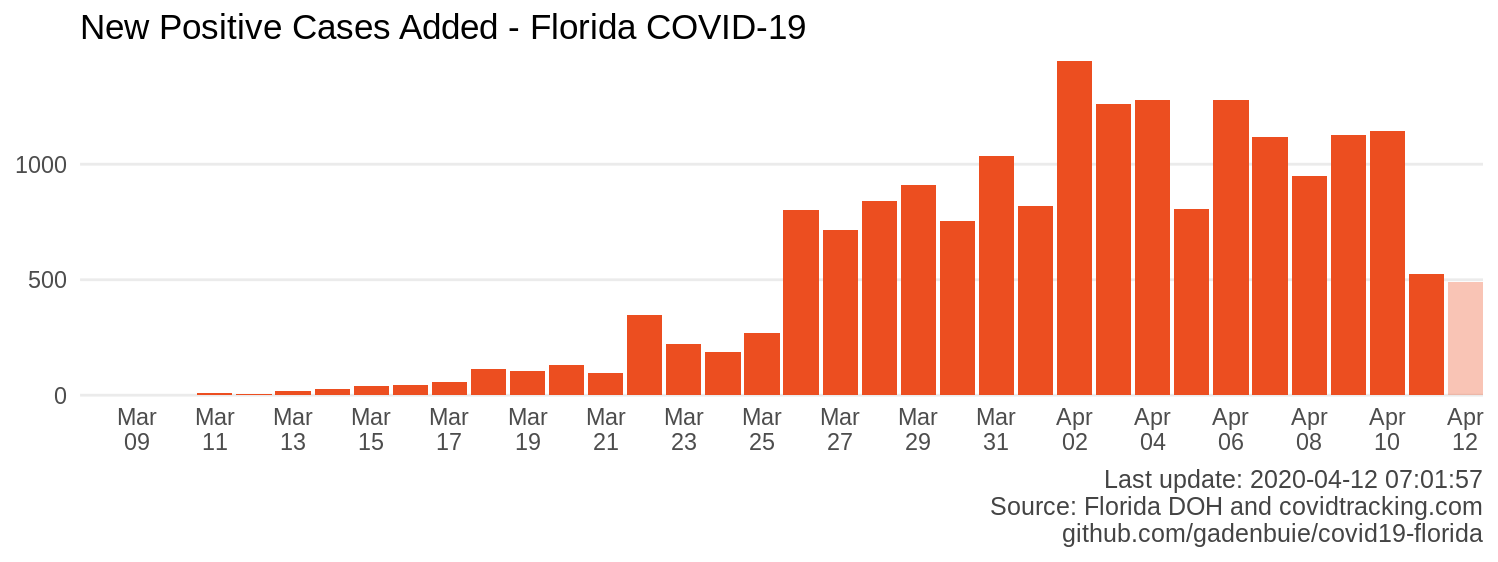 New Positive Cases Added - Florida COVID-19
1000
500
0
Mar Mar Mar Mar Mar Mar Mar Mar Mar Mar Mar Mar Apr Apr Apr Apr Apr Apr
09 11 13 15 17 19 21 23 25 27 29 31 02 04 06 08 10 12
Last update: 2020-04-12 07:01:57
Source: Florida DOH and covidtracking.com
github.com/gadenbuie/covid19-florida